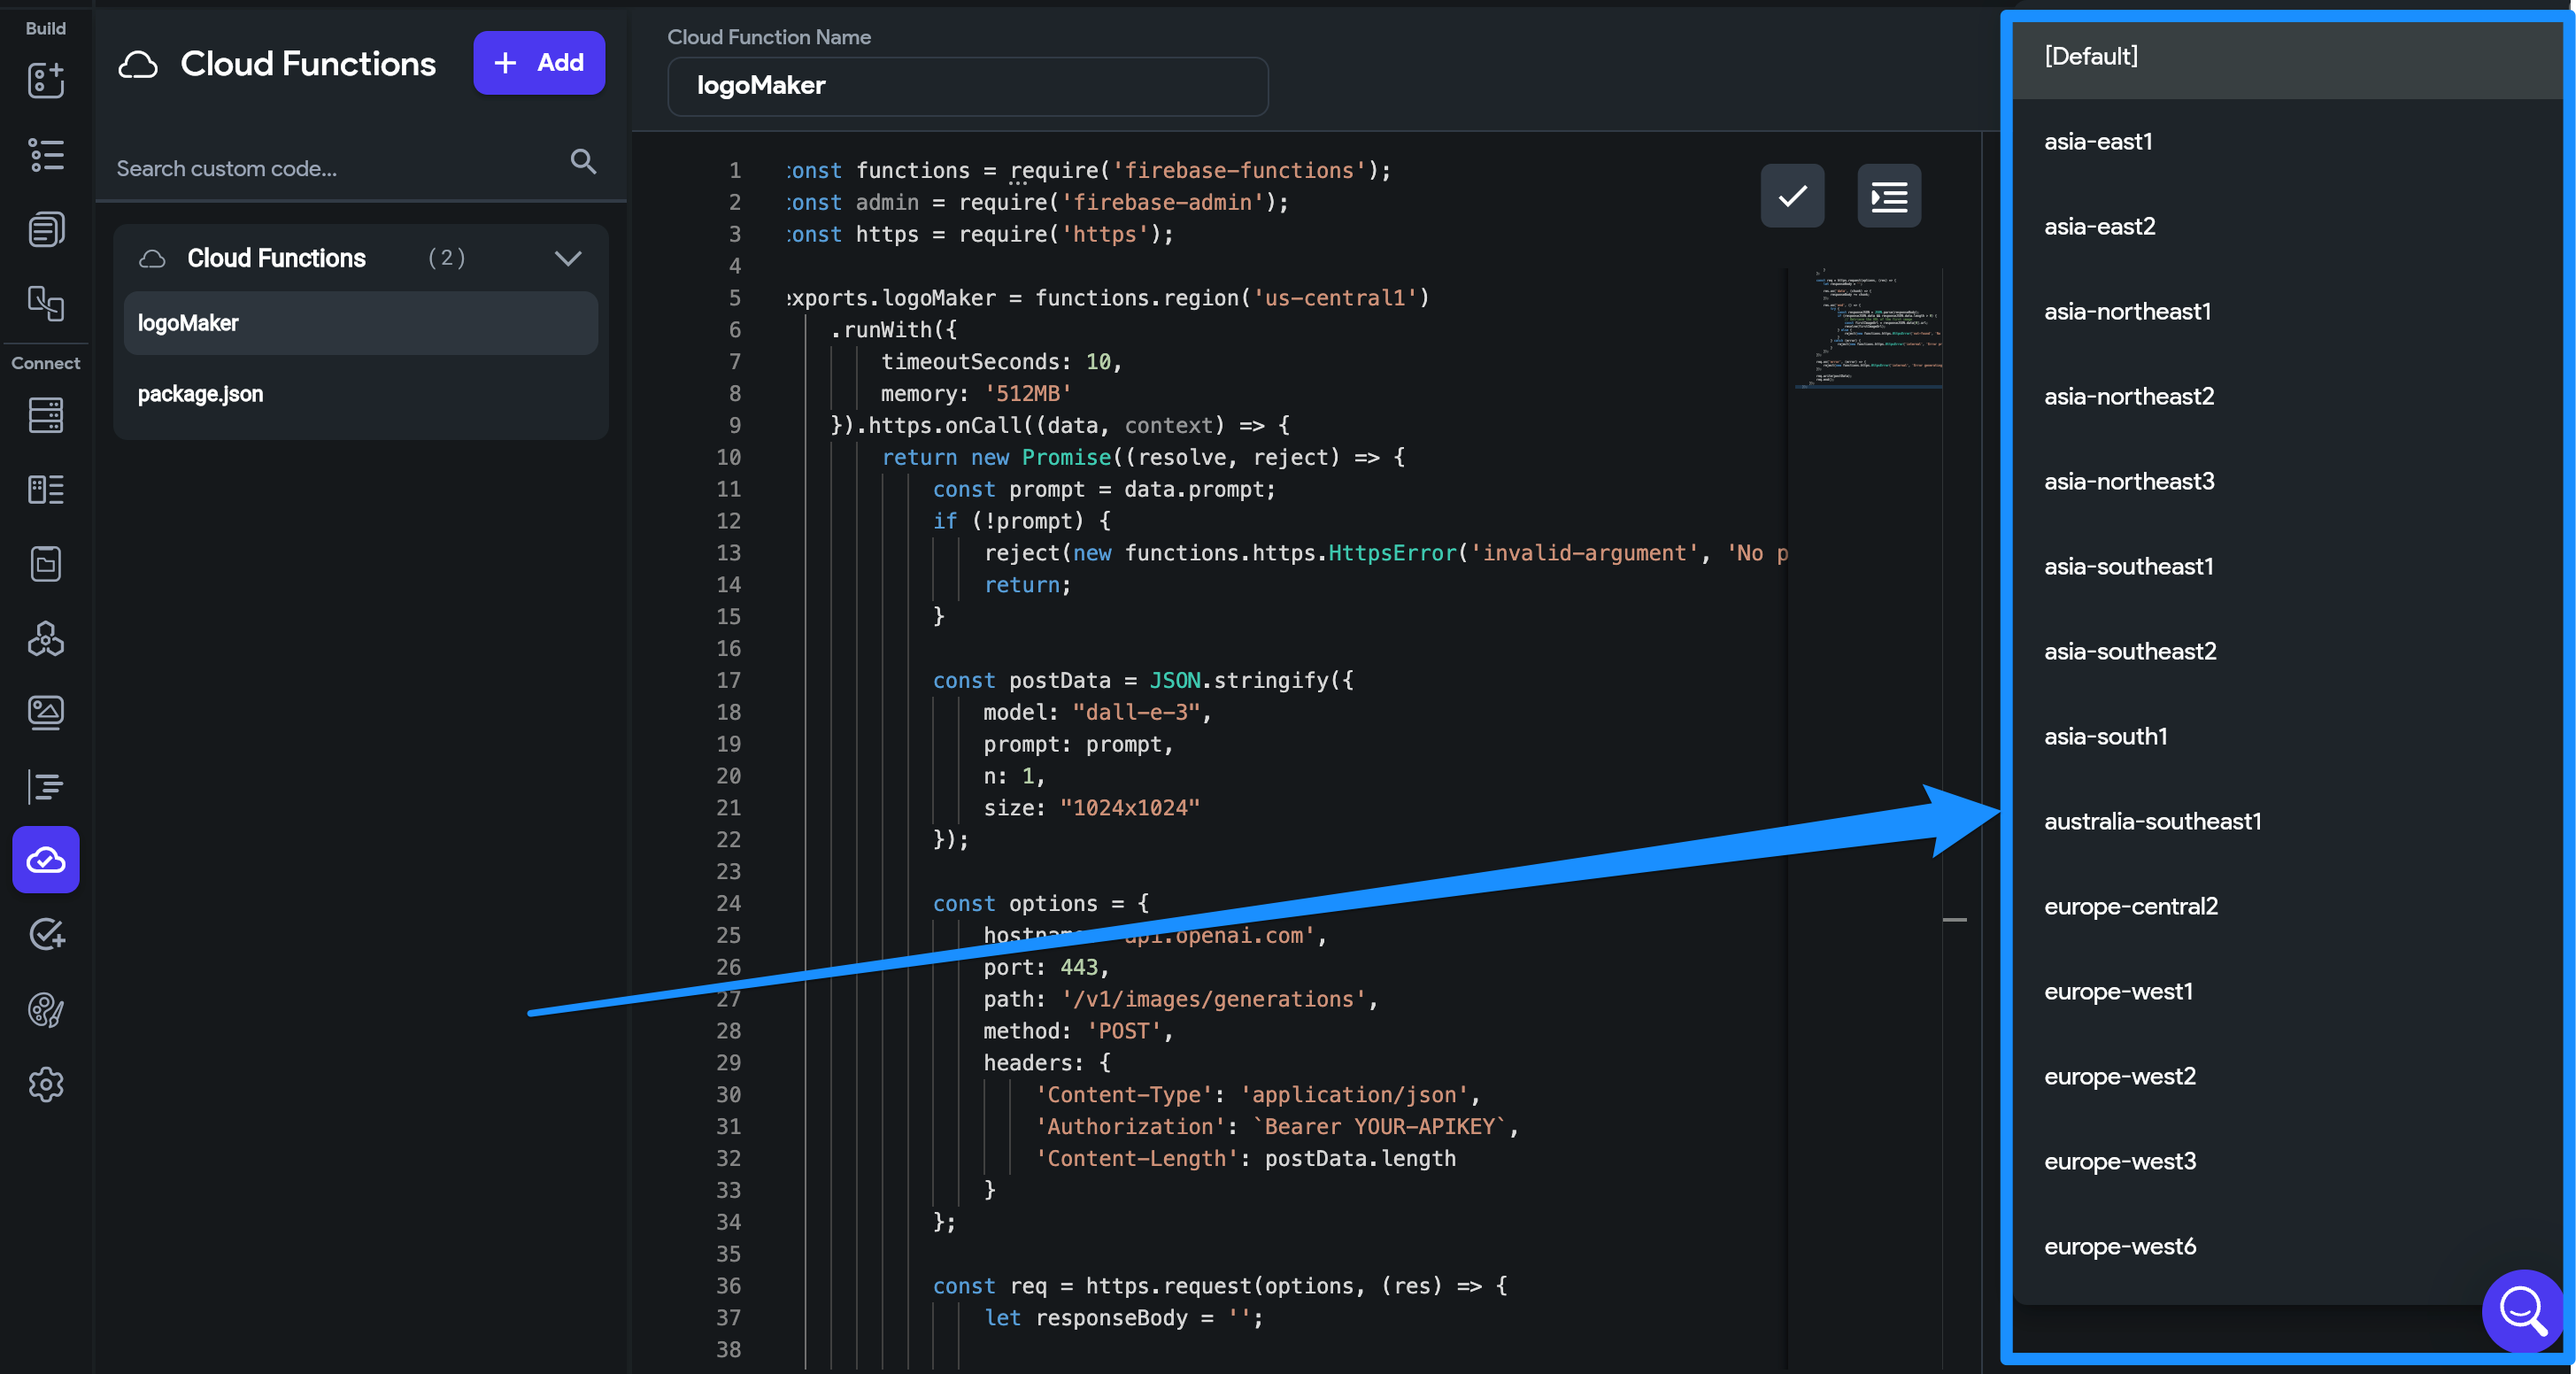 Build
Connect
Cloud Functions
+ Add
Search custom code...
Cloud Functions (2)
logoMaker
package.json
Cloud Function Name
logoMaker
1 const functions = require('firebase-functions');
2 const admin = require('firebase-admin');
3 const https = require('https');
4
5 exports.logoMaker = functions.region('us-central1')
6 .runWith({
7 timeoutSeconds: 10,
8 memory: '512MB'
9 }).https.onCall((data, context) => {
10 return new Promise((resolve, reject) => {
11 const prompt = data.prompt;
12 if (!prompt) {
13 reject(new functions.https.HttpsError('invalid-argument', 'No p
14 return;
15 }
16
17 const postData = JSON.stringify({
18 model: "dall-e-3",
19 prompt: prompt,
20 n: 1,
21 size: "1024x1024"
22 });
23
24 const options = {
25 hostname: 'api.openai.com',
26 port: 443,
27 path: '/v1/images/generations',
28 method: 'POST',
29 headers: {
30 'Content-Type': 'application/json',
31 'Authorization': `Bearer YOUR-APIKEY`,
32 'Content-Length': postData.length
33 }
34 };
35
36 const req = https.request(options, (res) => {
37 let responseBody = '';
38
[Default]
asia-east1
asia-east2
asia-northeast1
asia-northeast2
asia-northeast3
asia-southeast1
asia-southeast2
asia-south1
australia-southeast1
europe-central2
europe-west1
europe-west2
europe-west3
europe-west6